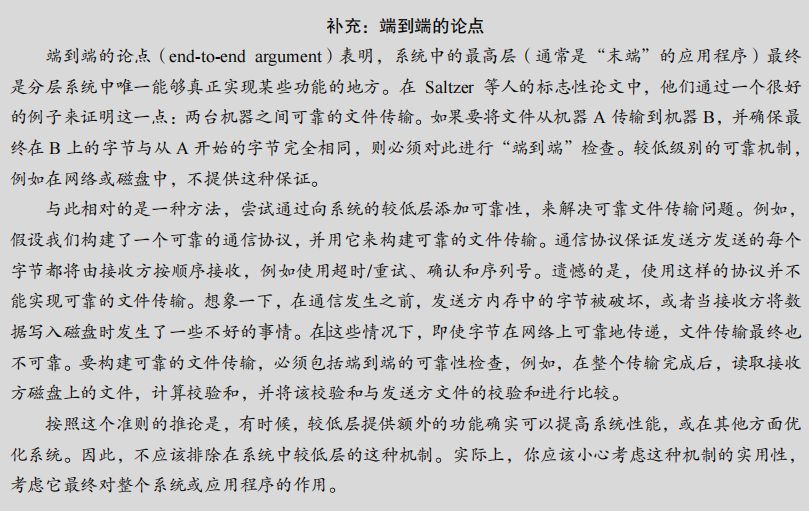 补充：端到端的论点
端到端的论点（end-to-end argument）表明，系统中的最高层（通常是“末端”的应用程序）最终
是分层系统中唯一能够真正实现某些功能的地方。在 Saltzer 等人的标志性论文中，他们通过一个很好
的例子来证明这一点：两台机器之间可靠的文件传输。如果要将文件从机器 A 传输到机器 B，并确保最
终在 B 上的字节与从 A 开始的字节完全相同，则必须对此进行“端到端”检查。较低级别的可靠机制，
例如在网络或磁盘中，不提供这种保证。
与此相对的是一种方法，尝试通过向系统的较低层添加可靠性，来解决可靠文件传输问题。例如，
假设我们构建了一个可靠的通信协议，并用它来构建可靠的文件传输。通信协议保证发送方发送的每个
字节都将由接收方按顺序接收，例如使用超时/重试、确认和序列号。遗憾的是，使用这样的协议并不
能实现可靠的文件传输。想象一下，在通信发生之前，发送方内存中的字节被破坏，或者当接收方将数
据写入磁盘时发生了一些不好的事情。在这些情况下，即使字节在网络上可靠地传递，文件传输最终也
不可靠。要构建可靠的文件传输，必须包括端到端的可靠性检查，例如，在整个传输完成后，读取接收
方磁盘上的文件，计算校验和，并将该校验和与发送方文件的校验和进行比较。
按照这个准则的推论是，有时候，较低层提供额外的功能确实可以提高系统性能，或在其他方面优
化系统。因此，不应该排除在系统中较低层的这种机制。实际上，你应该小心考虑这种机制的实用性，
考虑它最终对整个系统或应用程序的作用。